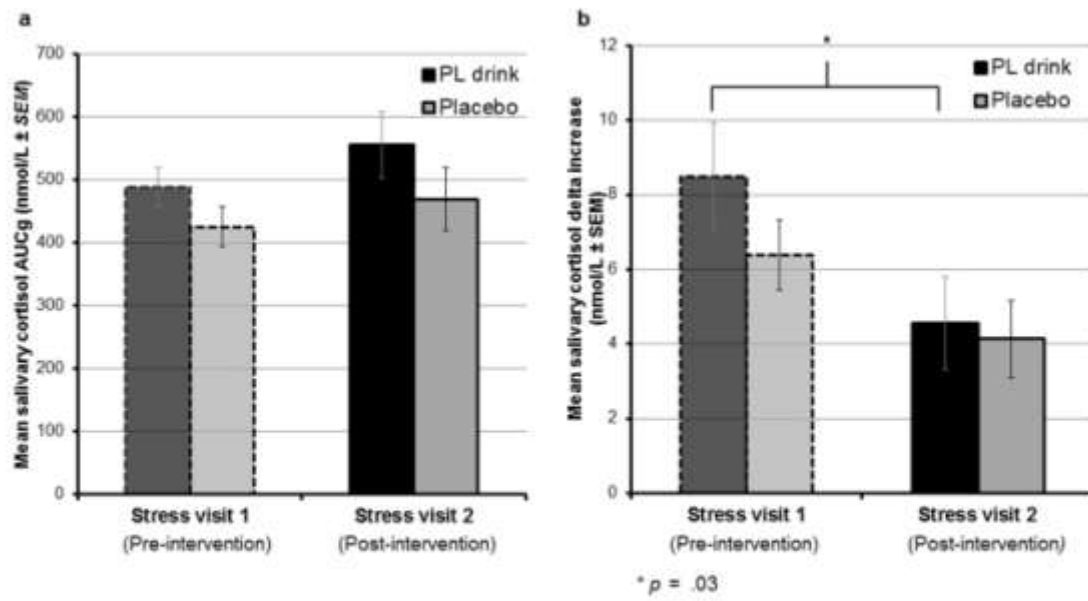 a
Mean salivary cortisol AUCg (nmol/L ± SEM)
700
600
500
400
300
200
100
0
PL drink
Placebo
Stress visit 1
(Pre-intervention)
Stress visit 2
(Post-intervention)
b
Mean salivary cortisol delta increase
(nmol/L ± SEM)
12
10
8
6
4
2
0
*
PL drink
Placebo
Stress visit 1
(Pre-intervention)
Stress visit 2
(Post-intervention)
* p = .03